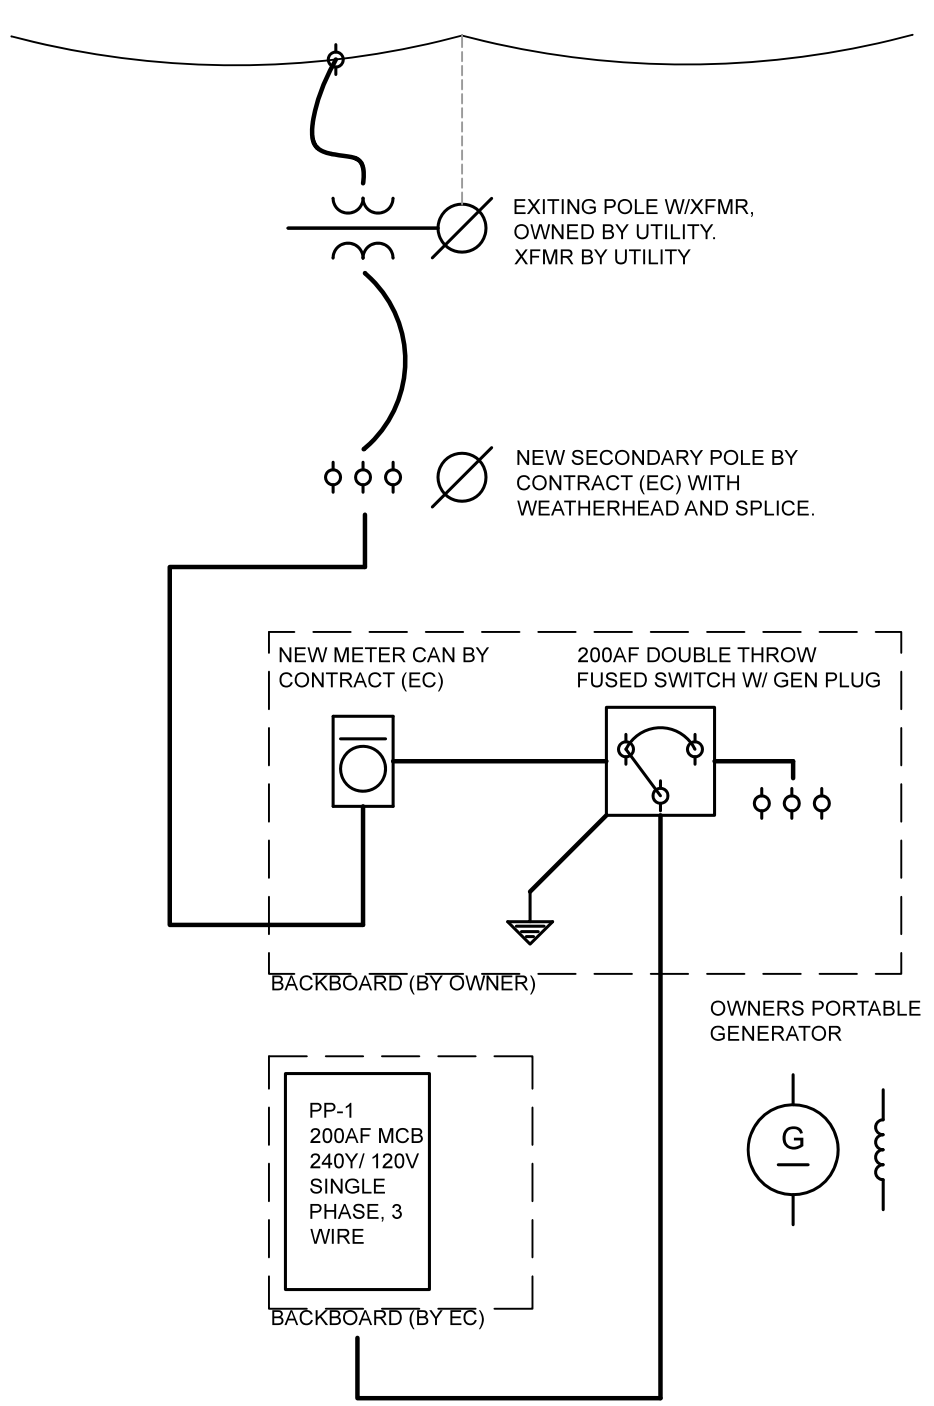 EXITING POLE W/XFMR,
OWNED BY UTILITY.
XFMR BY UTILITY
NEW SECONDARY POLE BY
CONTRACT (EC) WITH
WEATHERHEAD AND SPLICE.
NEW METER CAN BY
CONTRACT (EC)
200AF DOUBLE THROW
FUSED SWITCH W/ GEN PLUG
BACKBOARD (BY OWNER)
OWNERS PORTABLE
GENERATOR
G
PP-1
200AF MCB
240Y/ 120V
SINGLE
PHASE, 3
WIRE
BACKBOARD (BY EC)